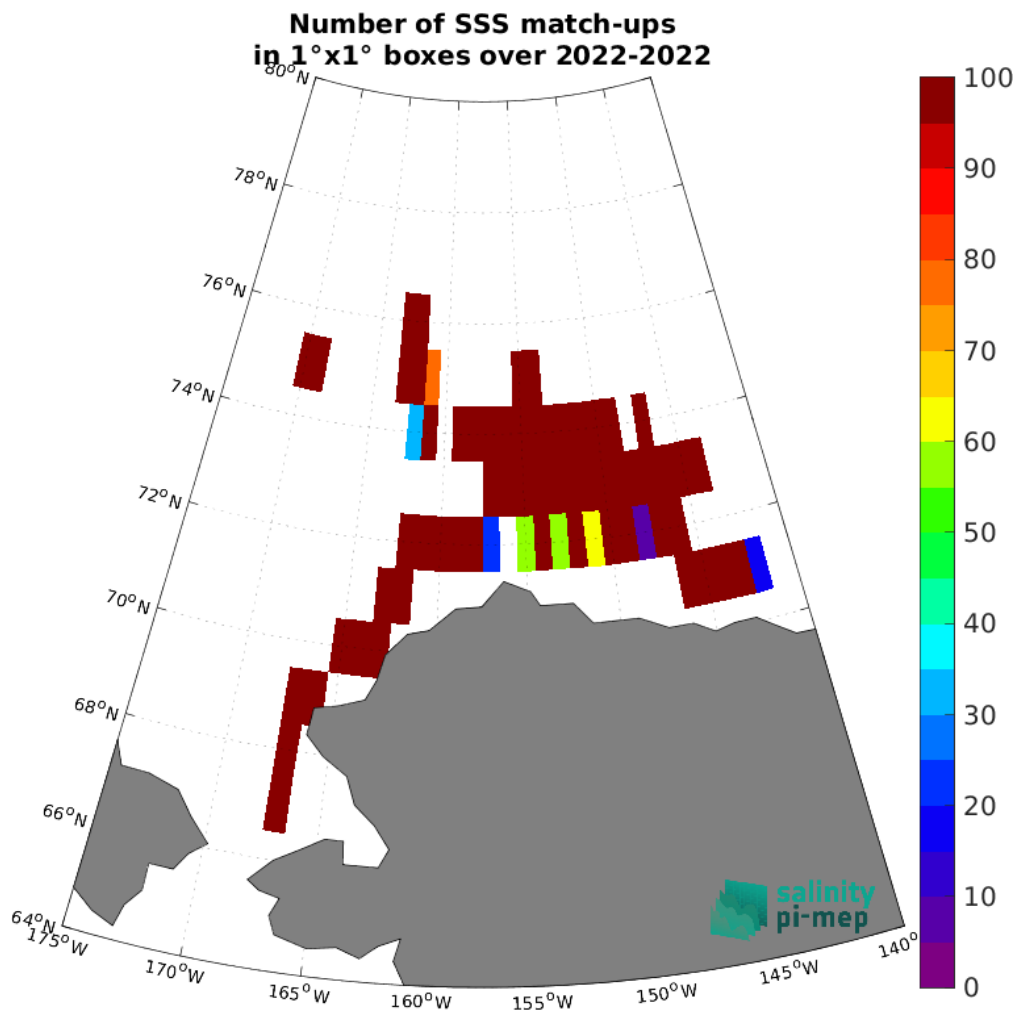 Number of SSS match-ups
in 1°x1° boxes over 2022-2022
80°N
78°N
76°N
74°N
72°N
70°N
68°N
66°N
64°N
175°W
170°W
165°W
160°W
155°W
150°W
145°W
140°
100
90
80
70
60
50
40
30
20
10
0
salinity
pi-mep